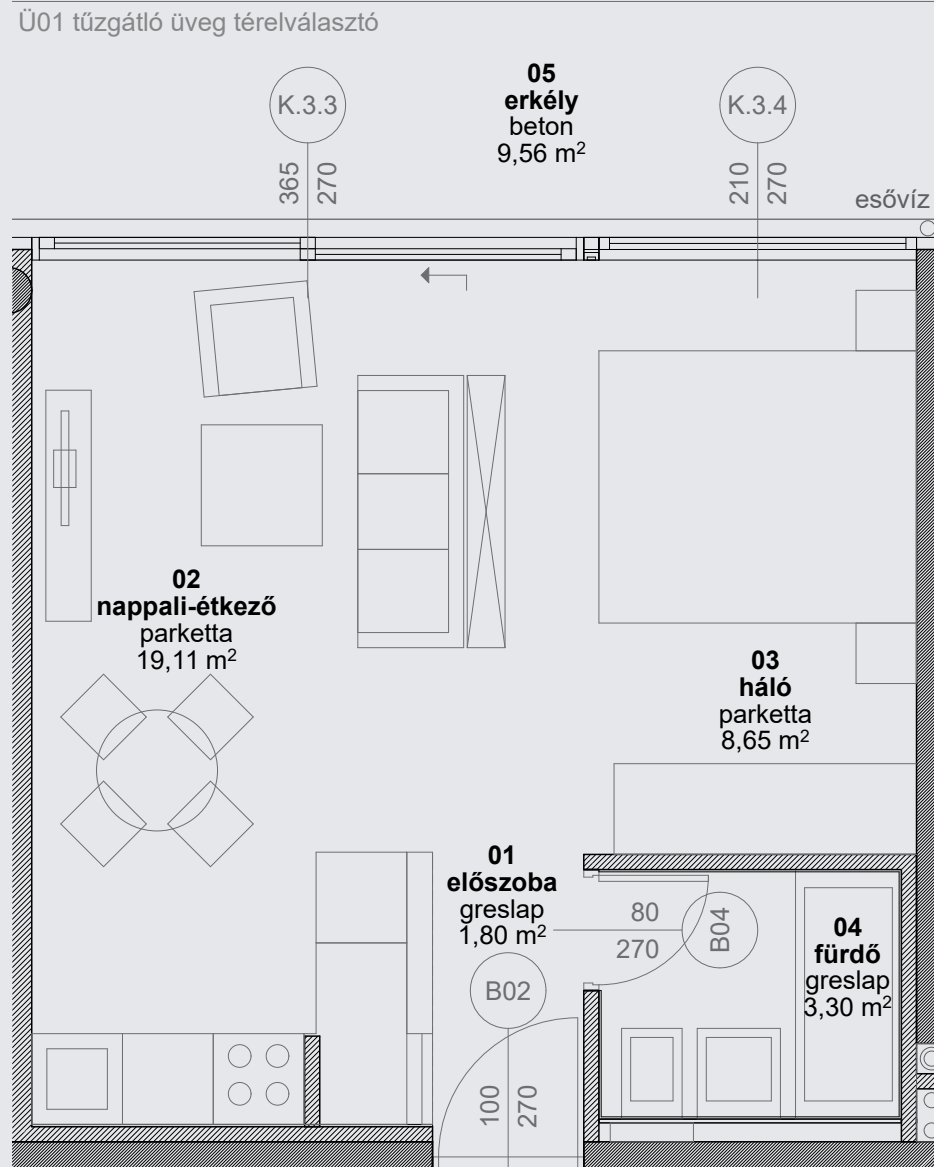 Ü01 tűzgátló üveg térelválasztó
K.3.3
365
270
05
erkély
beton
9,56 m²
K.3.4
210
270
esővíz
02
nappali-étkező
parketta
19,11 m²
03
háló
parketta
8,65 m²
01
előszoba
greslap
1,80 m²
80
270
B04
04
fürdő
greslap
3,30 m²
B02
100
270